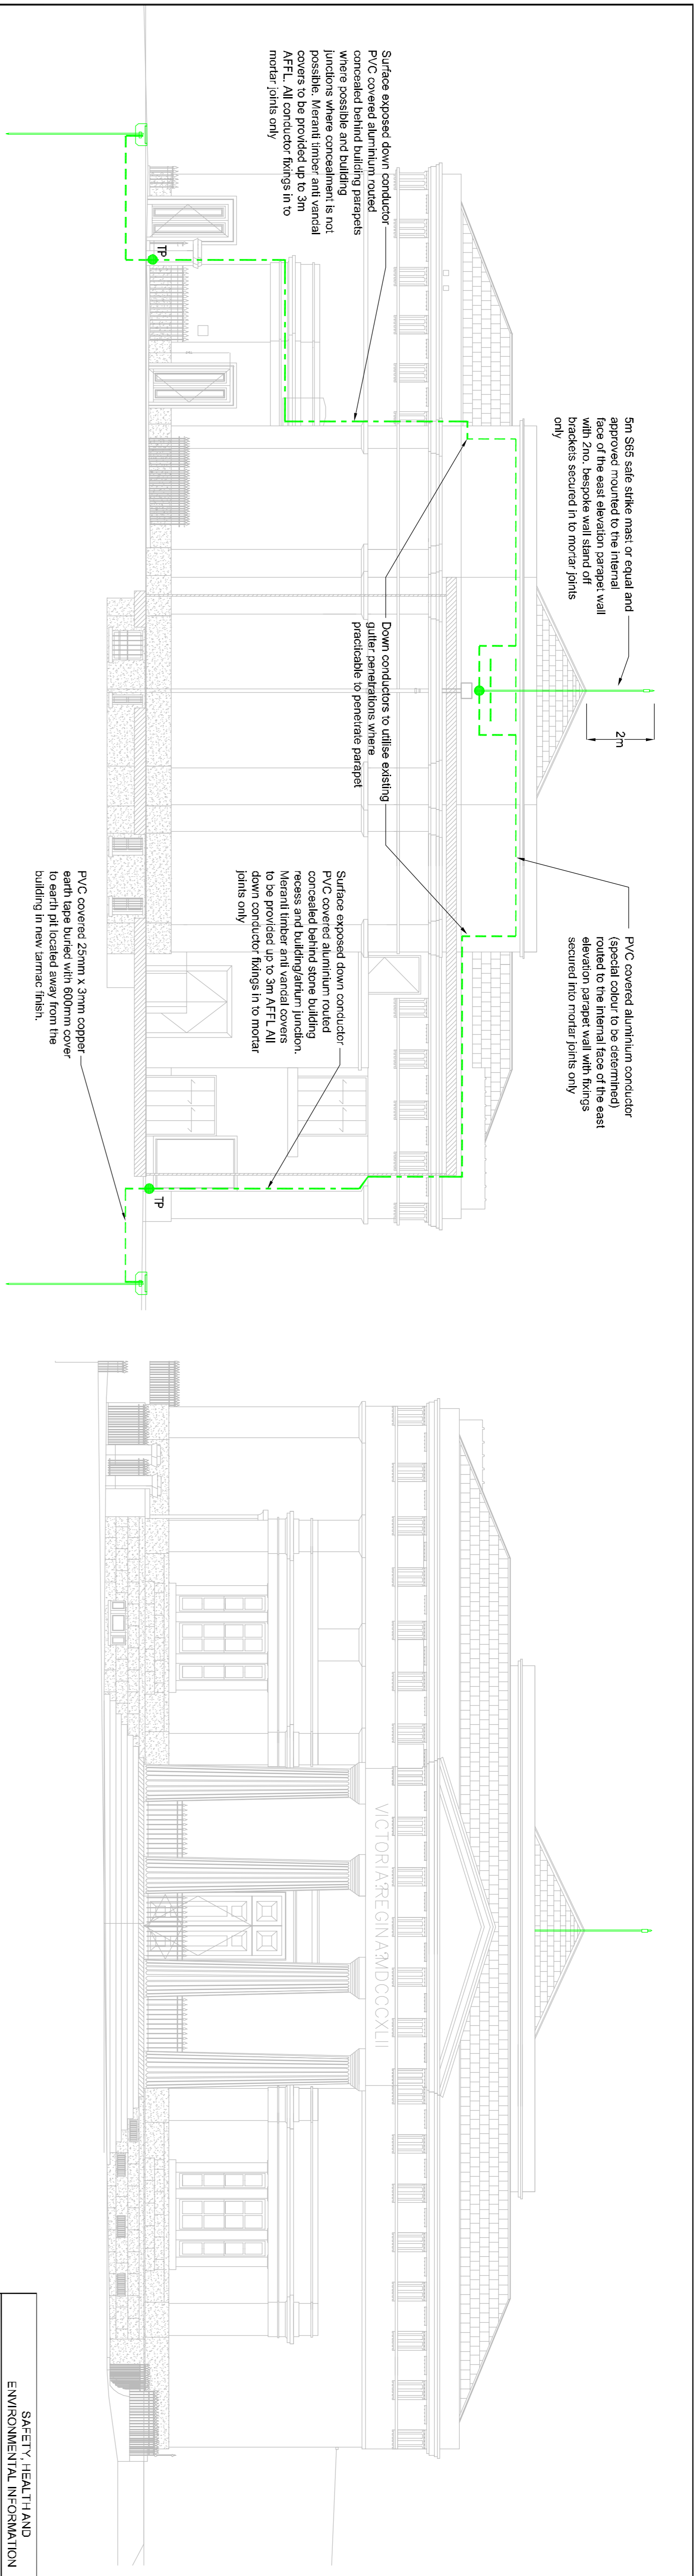 5m S65 safe strike mast or equal and
approved mounted to the internal
face of the east elevation parapet wall
with 2no. bespoke wall stand off
brackets secured in to mortar joints
only
2m
PVC covered aluminium conductor
(special colour to be determined)
routed to the internal face of the east
elevation parapet wall with fixings
secured into mortar joints only
Surface exposed down conductor
PVC covered aluminium routed
concealed behind building parapets
where possible and building
junctions where concealment is not
possible. Meranti timber anti vandal
covers to be provided up to 3m
AFFL. All conductor fixings in to
mortar joints only
Down conductors to utilise existing
gutter penetrations where
practicable to penetrate parapet
Surface exposed down conductor
PVC covered aluminium routed
concealed behind stone building
recess and building/atrium junction.
Meranti timber anti vandal covers
to be provided up to 3m AFFL All
down conductor fixings in to mortar
joints only
TP
TP
PVC covered 25mm x 3mm copper
earth tape buried with 600mm cover
to earth pit located away from the
building in new tarmac finish.
VICTORIA?REGINA?MDCCCXLII
SAFETY, HEALTH AND
ENVIRONMENTAL INFORMATION